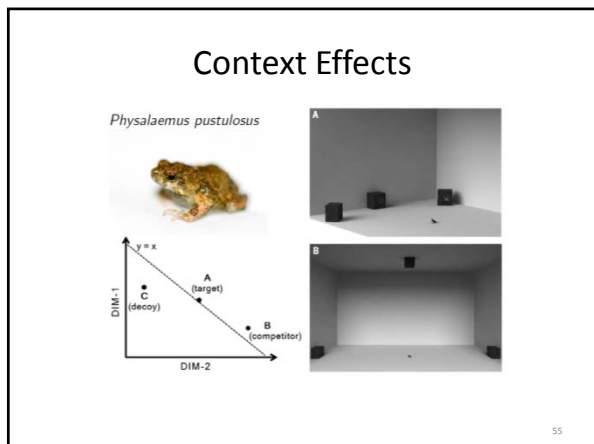 Context Effects
Physalaemus pustulosus
A
y = x
A
(target)
C
(decoy)
B
(competitor)
DIM-1
DIM-2
B
55